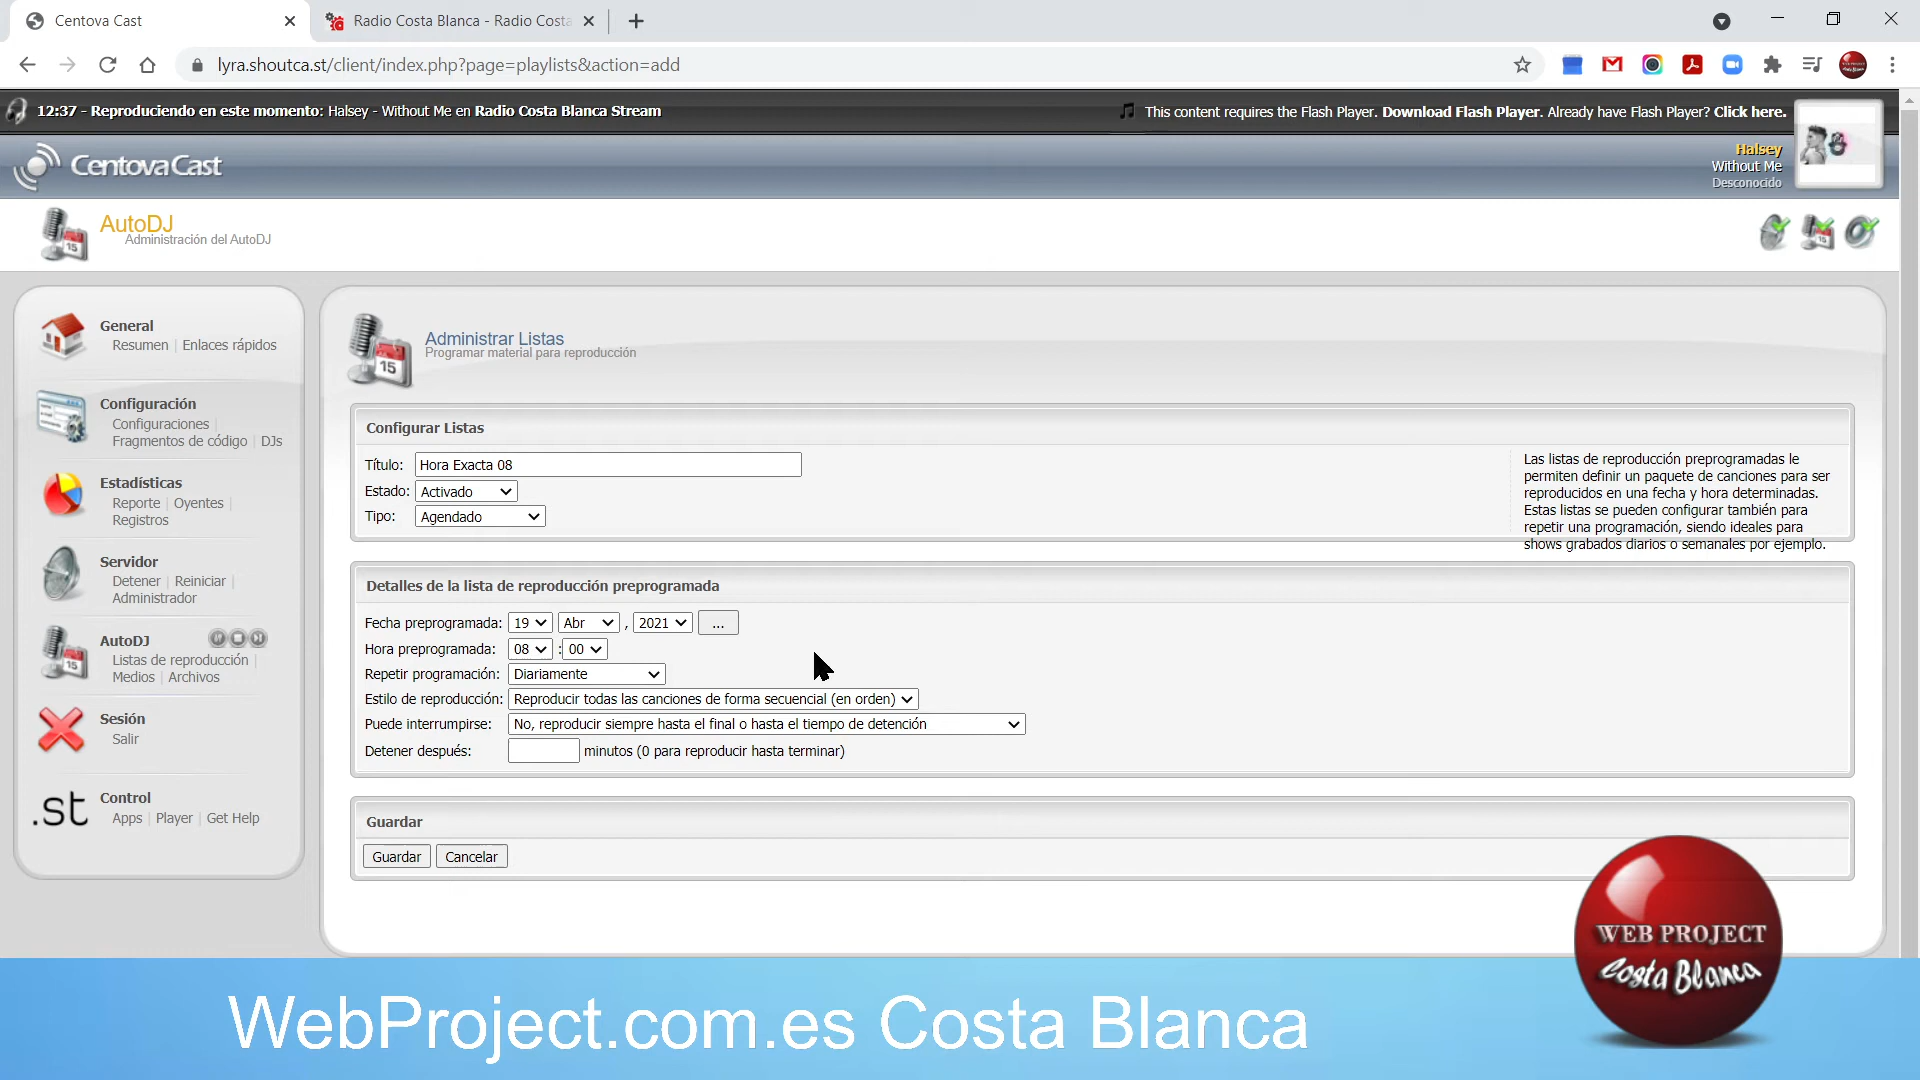 Centova Cast
Radio Costa Blanca - Radio Costa
lyra.shoutca.st/client/index.php?page=playlists&action=add
12:37 - Reproduciendo en este momento: Halsey - Without Me en Radio Costa Blanca Stream
This content requires the Flash Player. Download Flash Player. Already have Flash Player? Click here.
CentovaCast
Halsey
Without Me
Desconocido
AutoDJ
Administración del AutoDJ
General
Resumen | Enlaces rápidos
Configuración
Configuraciones |
Fragmentos de código | DJs
Estadísticas
Reporte | Oyentes |
Registros
Servidor
Detener | Reiniciar |
Administrador
AutoDJ
Listas de reproducción |
Medios | Archivos
Sesión
Salir
.st
Control
Apps | Player | Get Help
15
Administrar Listas
Programar material para reproducción
Configurar Listas
Título: Hora Exacta 08
Estado: Activado
Tipo: Agendado
Las listas de reproducción preprogramadas le
permiten definir un paquete de canciones para ser
reproducidos en una fecha y hora determinadas.
Estas listas se pueden configurar también para
repetir una programación, siendo ideales para
shows grabados diarios o semanales por ejemplo.
Detalles de la lista de reproducción preprogramada
Fecha preprogramada: 19 Abr , 2021 ...
Hora preprogramada: 08 : 00
Repetir programación: Diariamente
Estilo de reproducción: Reproducir todas las canciones de forma secuencial (en orden)
Puede interrumpirse: No, reproducir siempre hasta el final o hasta el tiempo de detención
Detener después: minutos (0 para reproducir hasta terminar)
Guardar
Guardar Cancelar
WEB PROJECT
Costa Blanca
WebProject.com.es Costa Blanca